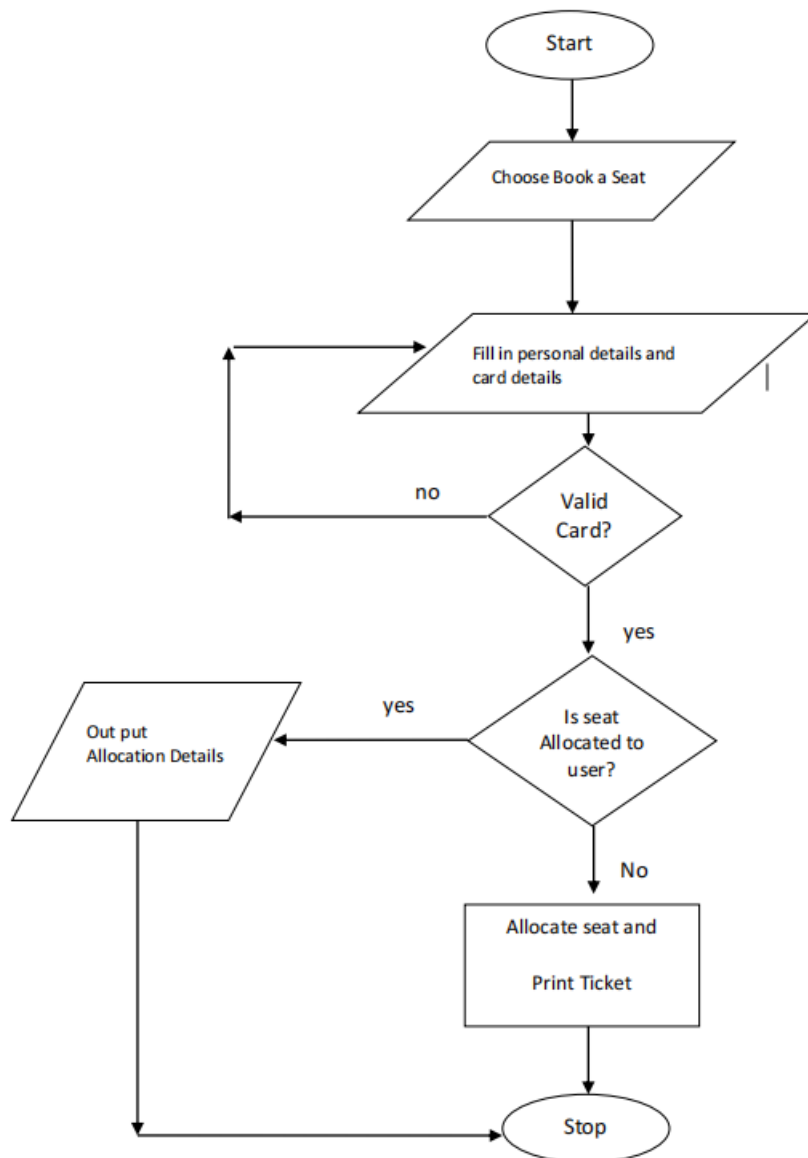 Start
Choose Book a Seat
Fill in personal details and
card details
no
Valid
Card?
yes
yes
Is seat
Allocated to
user?
Out put
Allocation Details
No
Allocate seat and
Print Ticket
Stop